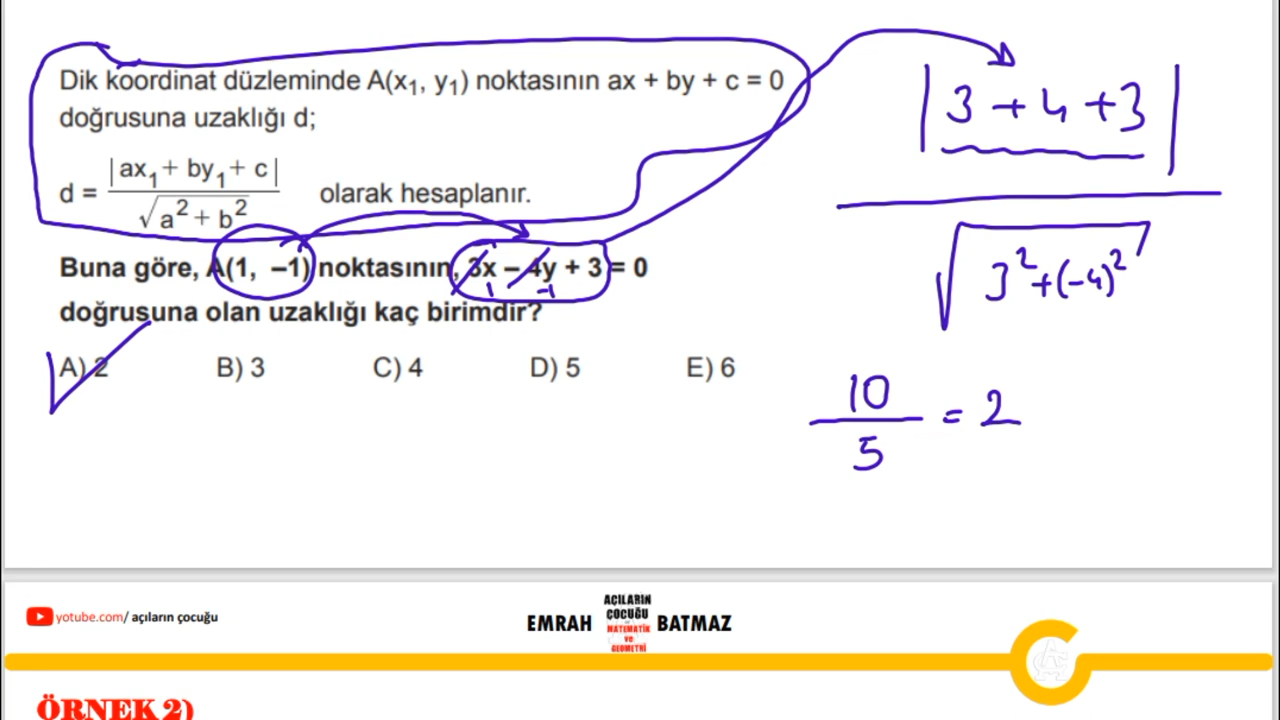 Dik koordinat düzleminde A(x₁, y₁) noktasının ax + by + c = 0
doğrusuna uzaklığı d;
d = |ax₁ + by₁ + c| / √a² + b² olarak hesaplanır.
Buna göre, A(1, –1) noktasının, 3x – 4y + 3 = 0
1 -1
doğrusuna olan uzaklığı kaç birimdir?
A) 2 B) 3 C) 4 D) 5 E) 6
|3 + 4 + 3|
√3² + (-4)²
10
5
= 2
yotube.com/ açıların çocuğu
EMRAH
AÇILARIN
ÇOCUĞU
MATEMATİK
ve
GEOMETRİ
BATMAZ
ÖRNEK 2)